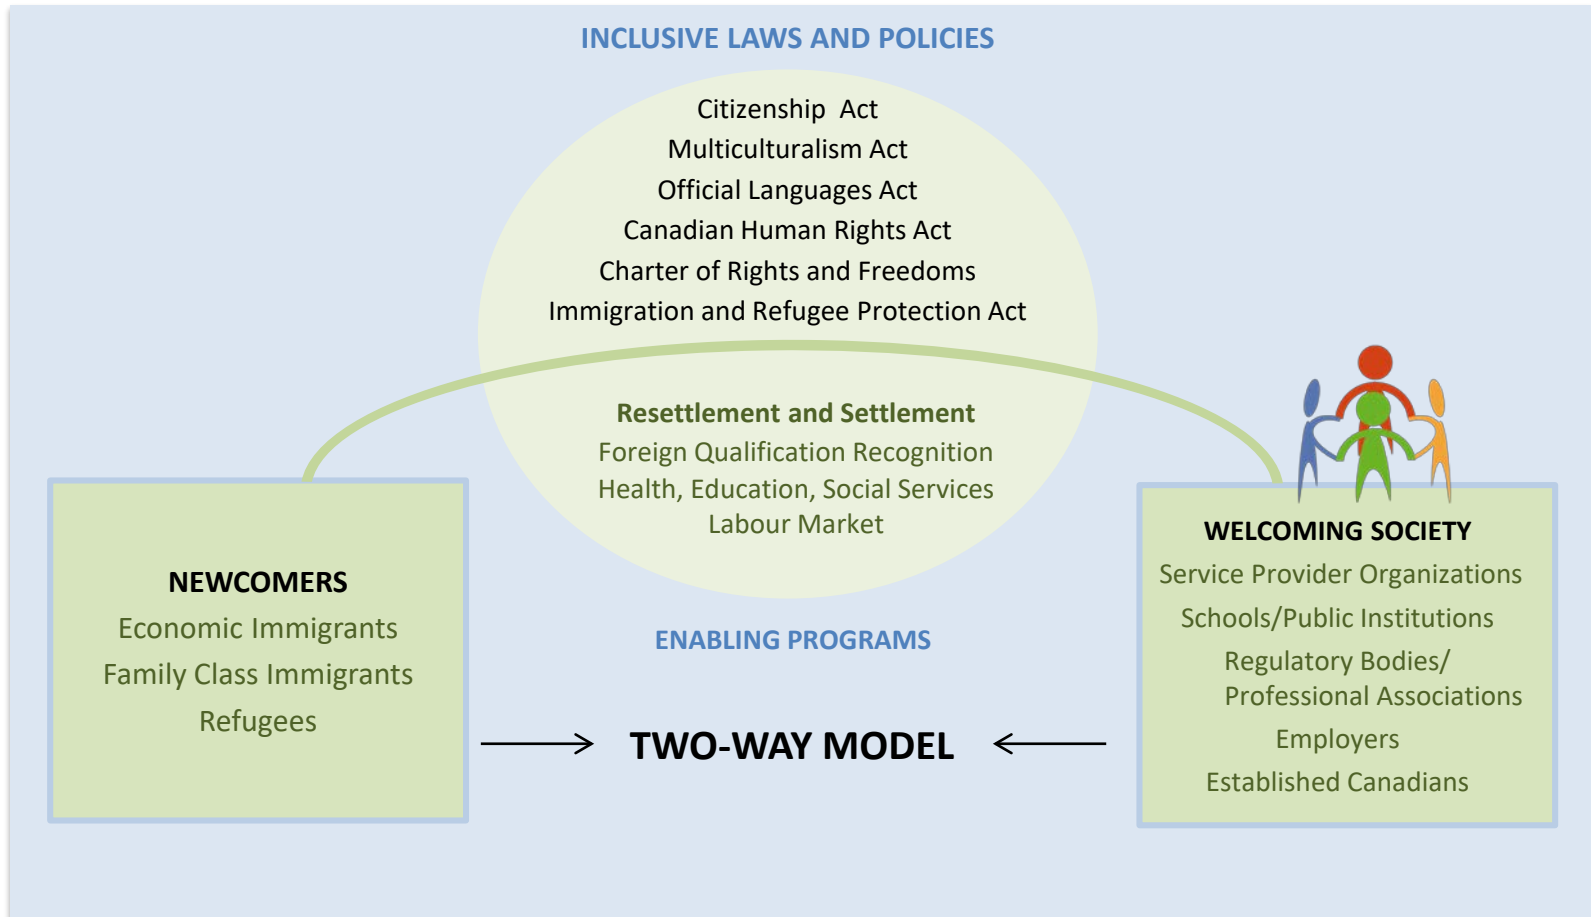 INCLUSIVE LAWS AND POLICIES
Citizenship Act
Multiculturalism Act
Official Languages Act
Canadian Human Rights Act
Charter of Rights and Freedoms
Immigration and Refugee Protection Act
Resettlement and Settlement
Foreign Qualification Recognition
Health, Education, Social Services
Labour Market
ENABLING PROGRAMS
NEWCOMERS
Economic Immigrants
Family Class Immigrants
Refugees
TWO-WAY MODEL
WELCOMING SOCIETY
Service Provider Organizations
Schools/Public Institutions
Regulatory Bodies/
Professional Associations
Employers
Established Canadians